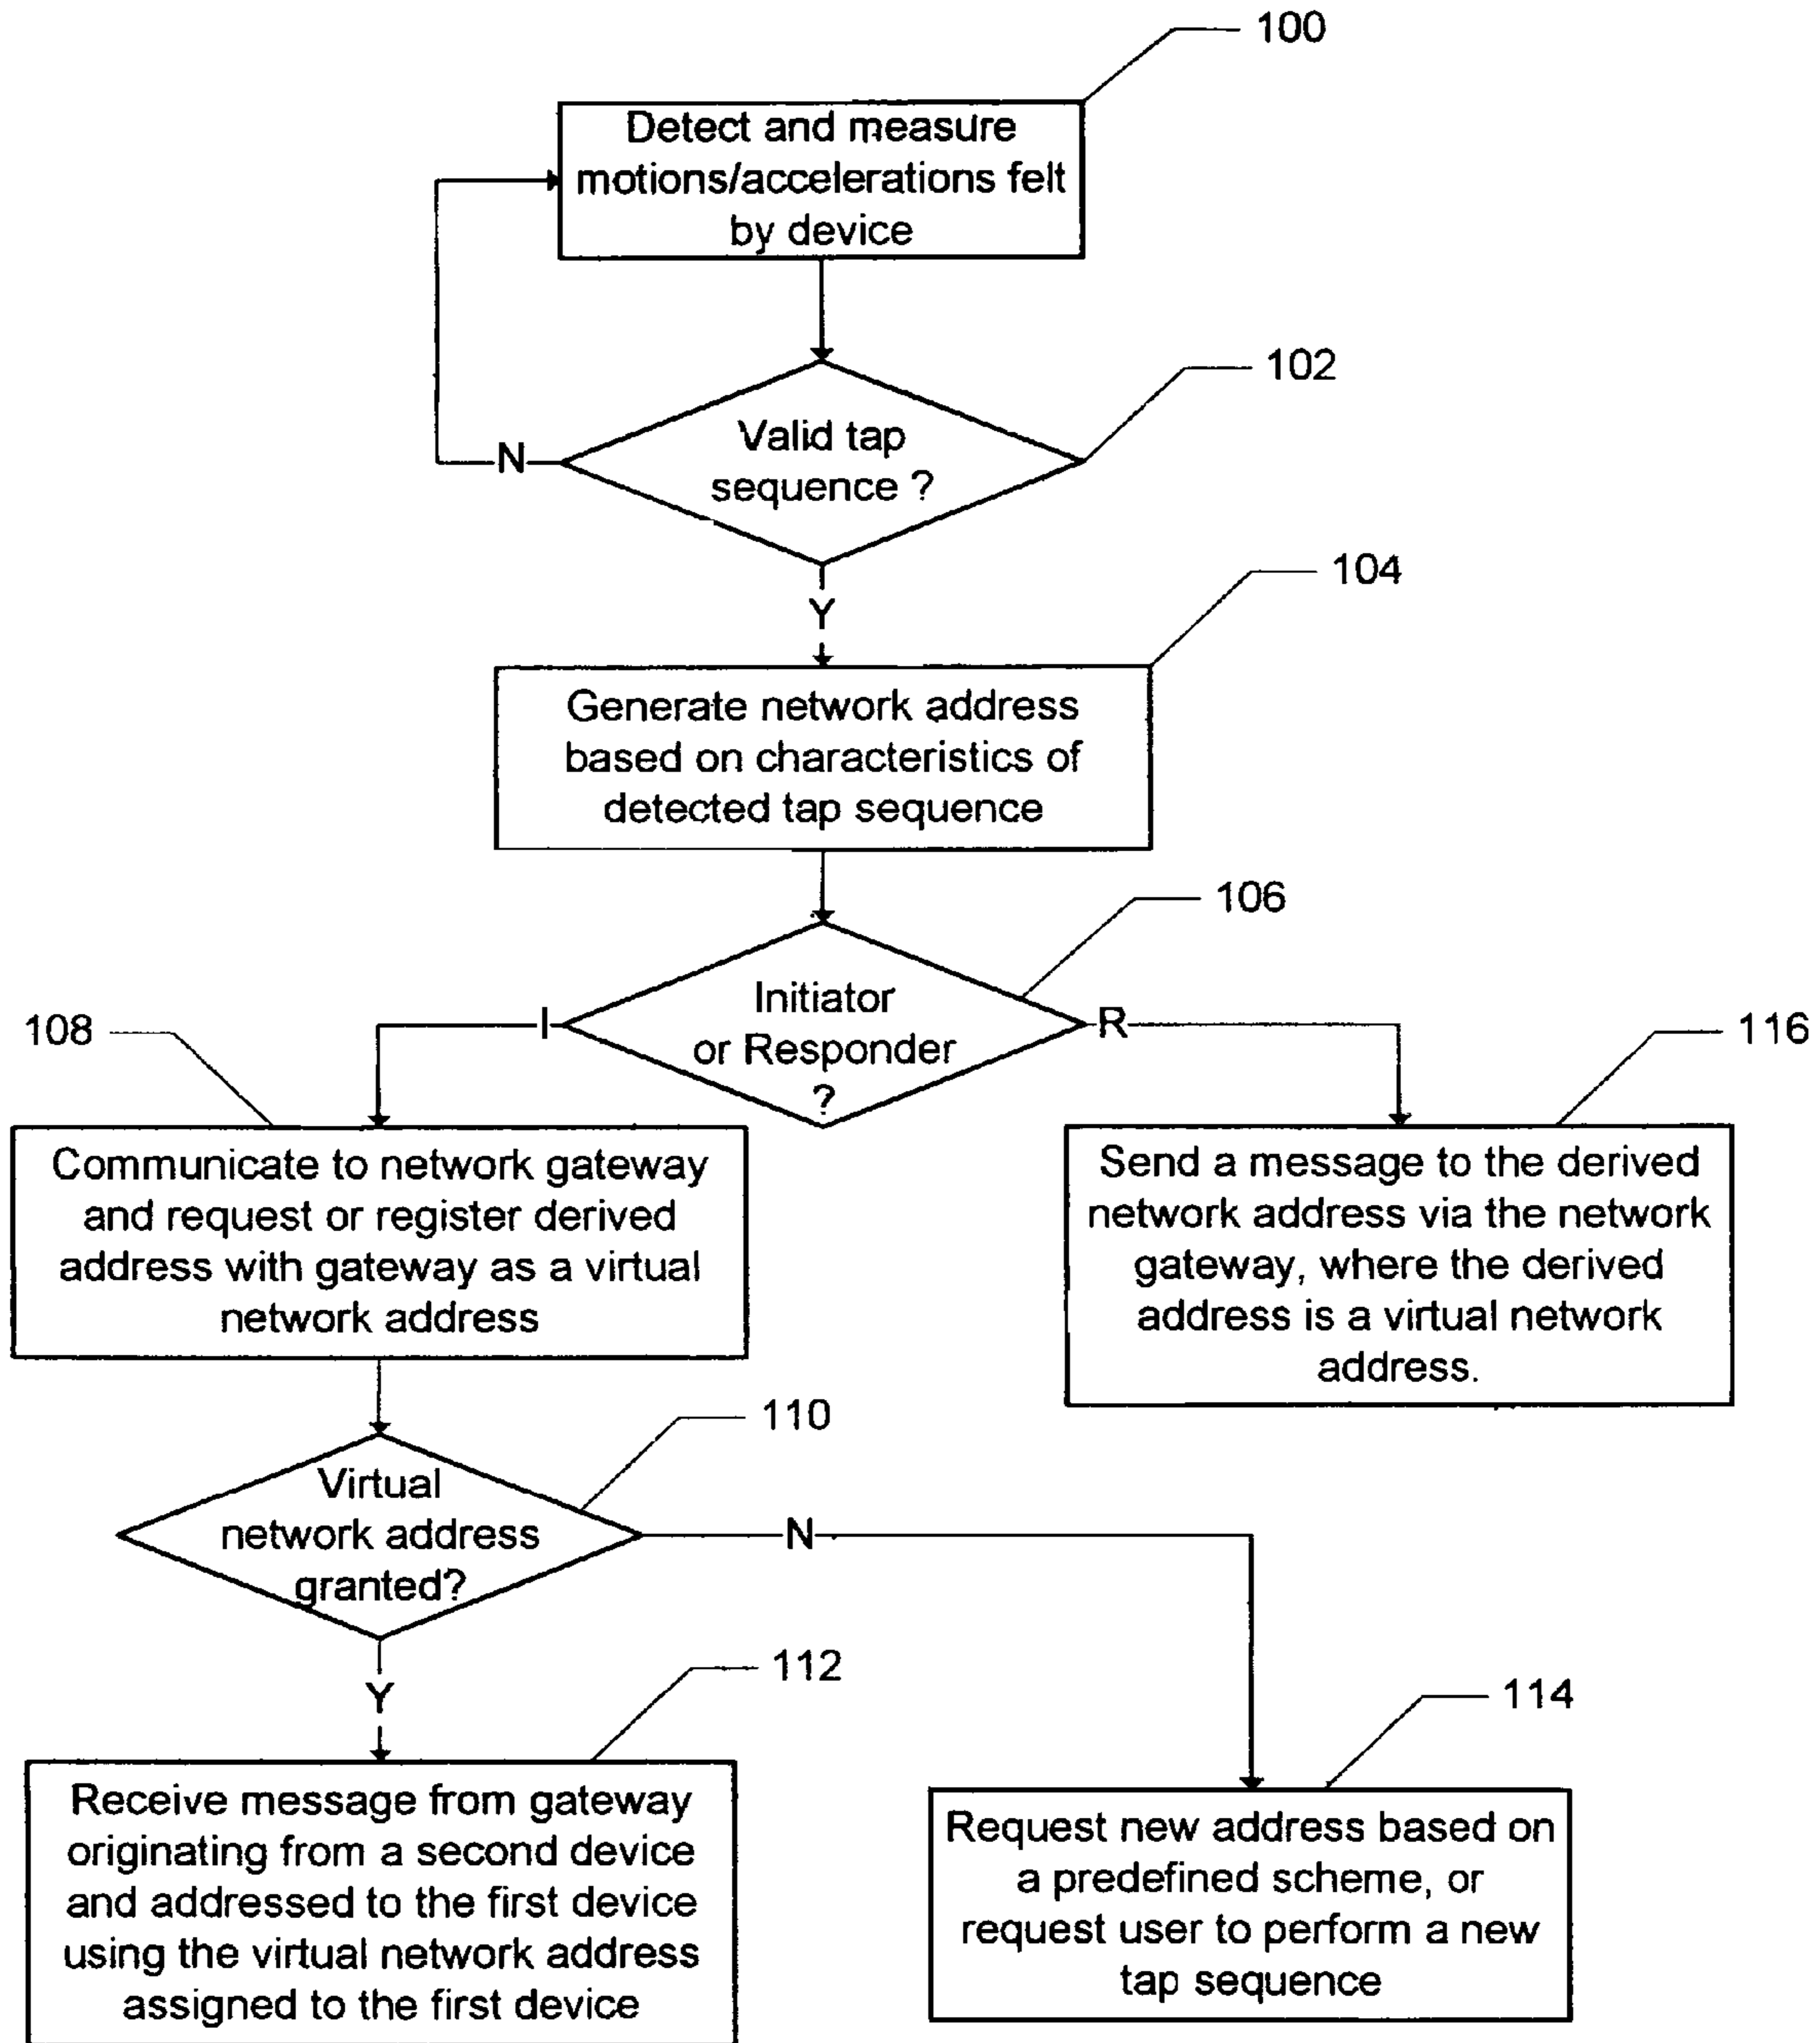 100
Detect and measure
motions/accelerations felt
by device
102
Valid tap
sequence ?
N
Y
104
Generate network address
based on characteristics of
detected tap sequence
106
Initiator
or Responder
?
I
R
108
Communicate to network gateway
and request or register derived
address with gateway as a virtual
network address
116
Send a message to the derived
network address via the network
gateway, where the derived
address is a virtual network
address.
110
Virtual
network address
granted?
N
Y
112
Receive message from gateway
originating from a second device
and addressed to the first device
using the virtual network address
assigned to the first device
114
Request new address based on
a predefined scheme, or
request user to perform a new
tap sequence